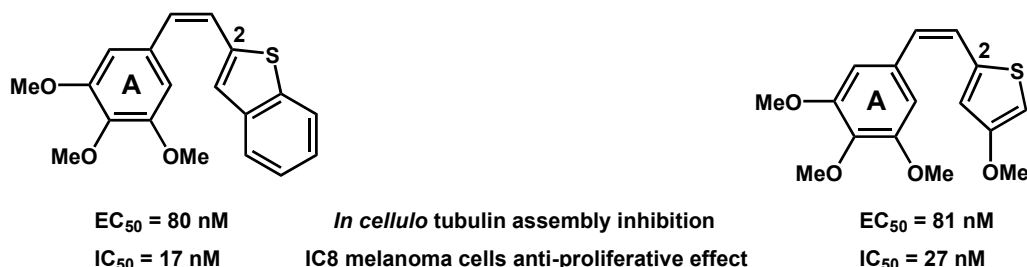 2
S
A
MeO
MeO
OMe
2
S
A
MeO
MeO
OMe
OMe
EC50 = 80 nM In cellulo tubulin assembly inhibition EC50 = 81 nM
IC50 = 17 nM IC8 melanoma cells anti-proliferative effect IC50 = 27 nM